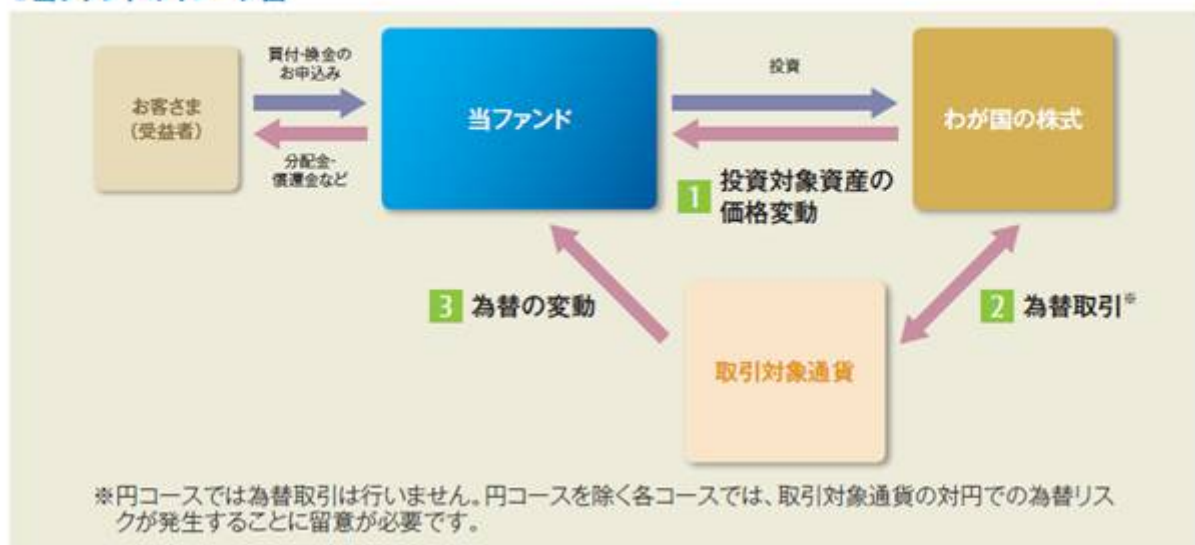 買付・換金の
お申込み
お客さま
(受益者)
分配金・
償還金など
当ファンド
投資
わが国の株式
1 投資対象資産の
価格変動
3 為替の変動
2 為替取引※
取引対象通貨
※円コースでは為替取引は行いません。円コースを除く各コースでは、取引対象通貨の対円での為替リス
クが発生することに留意が必要です。